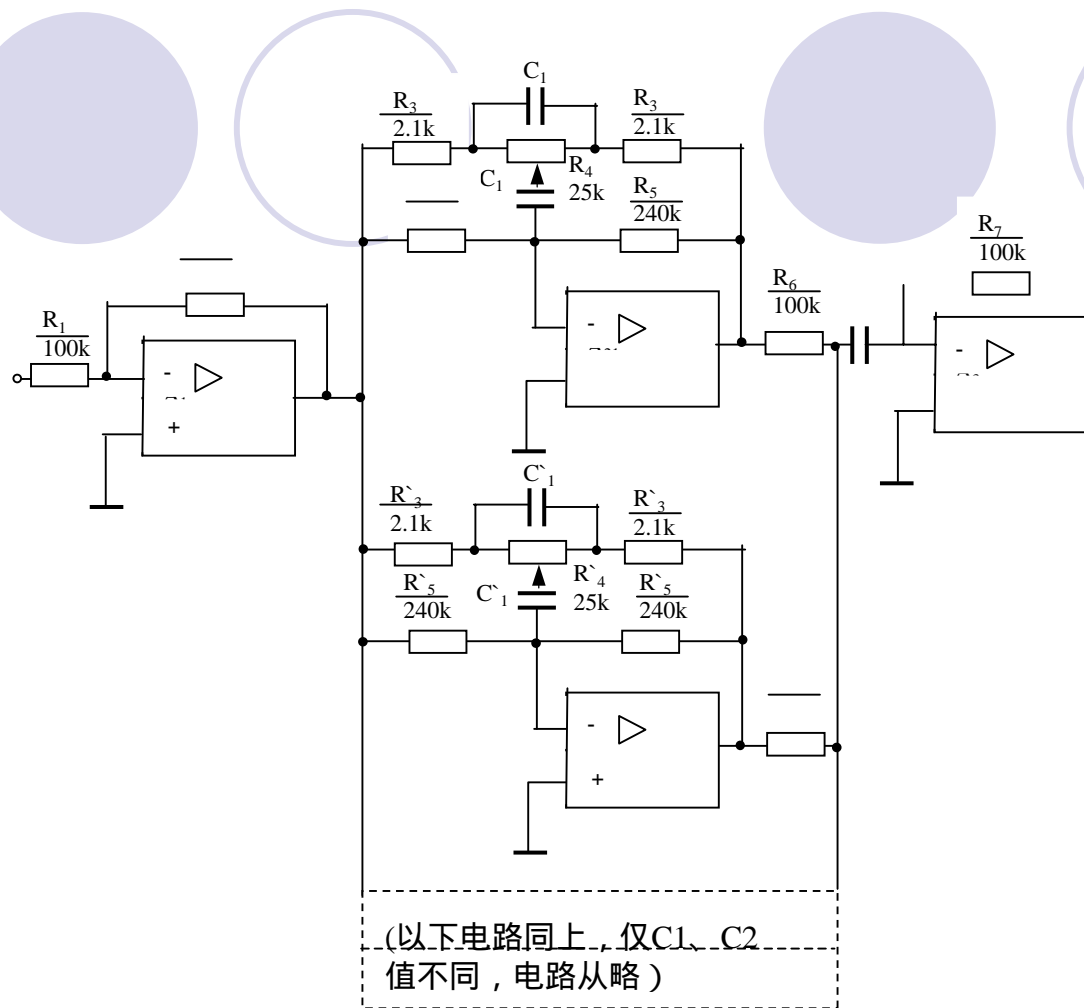 C₁
R₃
2.1k
R₃
2.1k
R₄
25k
C₁
R₅
240k
R₇
100k
R₆
100k
R₁
100k
-
+
-
-
C`₁
R`₃
2.1k
R`₃
2.1k
R`₄
25k
C`₁
R`₅
240k
R`₅
240k
-
+
(以下电路同上，仅C1、C2
值不同，电路从略）